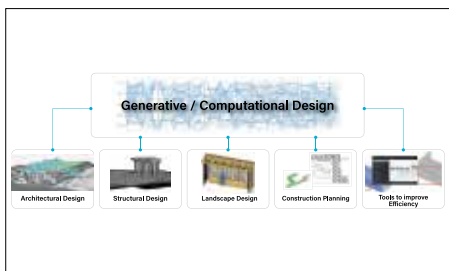 Generative / Computational Design
Architectural Design
Structural Design
Landscape Design
Construction Planning
Tools to improve
Efficiency